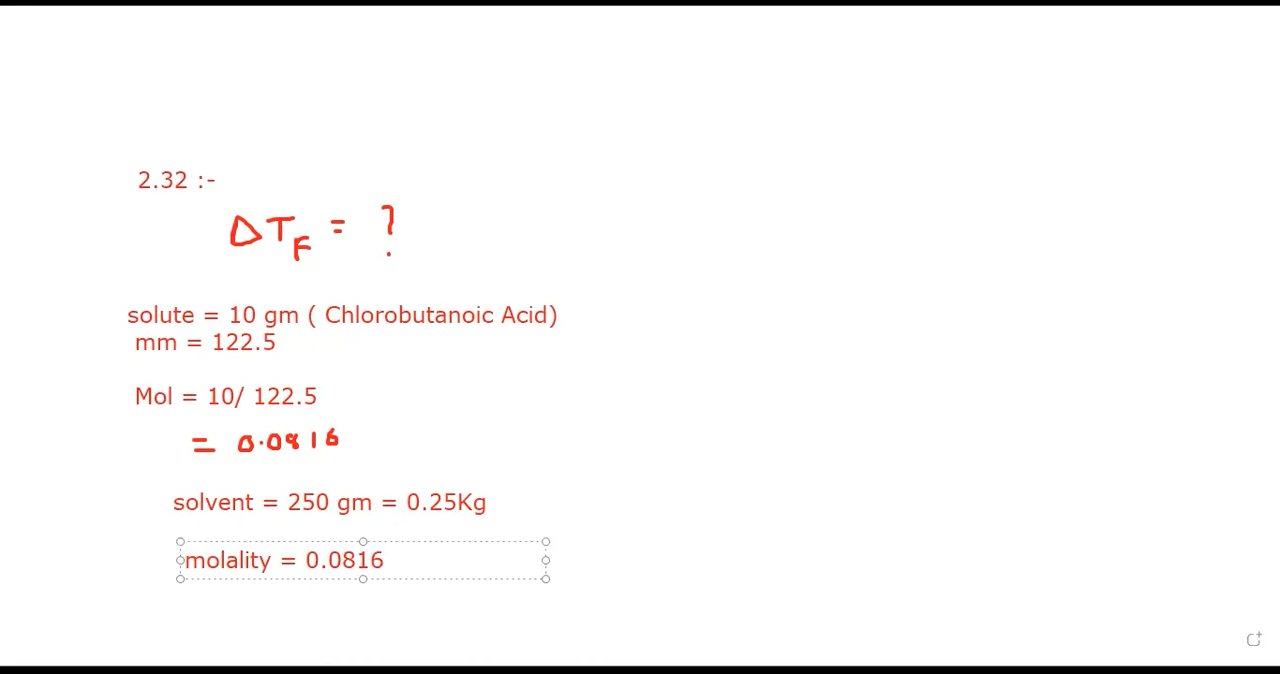 2.32 :-
ΔTF = ?
solute = 10 gm ( Chlorobutanoic Acid)
mm = 122.5
Mol = 10/ 122.5
= 0.0816
solvent = 250 gm = 0.25Kg
molality = 0.0816